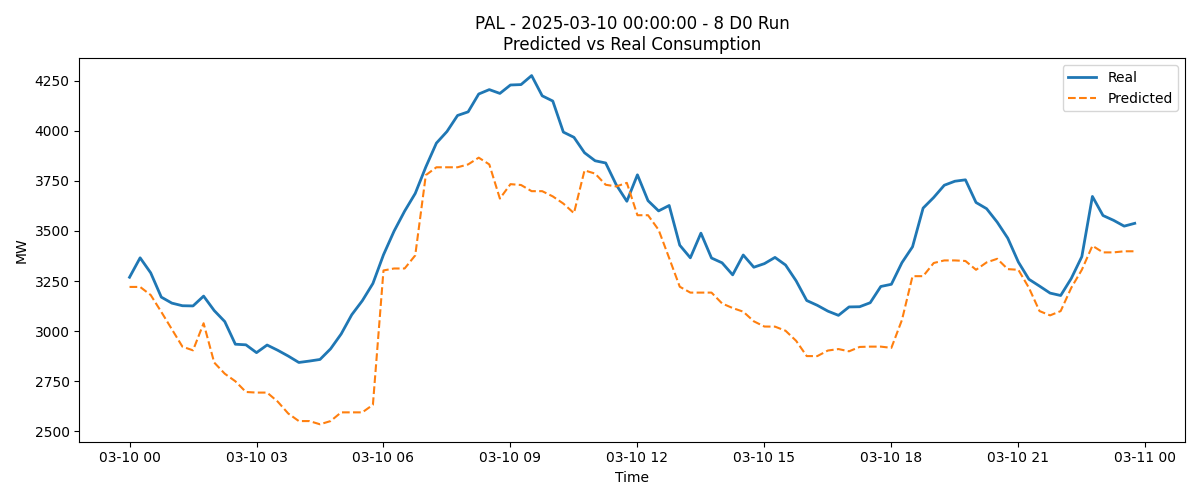 PAL - 2025-03-10 00:00:00 - 8 D0 Run
Predicted vs Real Consumption
Real
Predicted
MW
4250
4000
3750
3500
3250
3000
2750
2500
03-10 00
03-10 03
03-10 06
03-10 09
03-10 12
03-10 15
03-10 18
03-10 21
03-11 00
Time